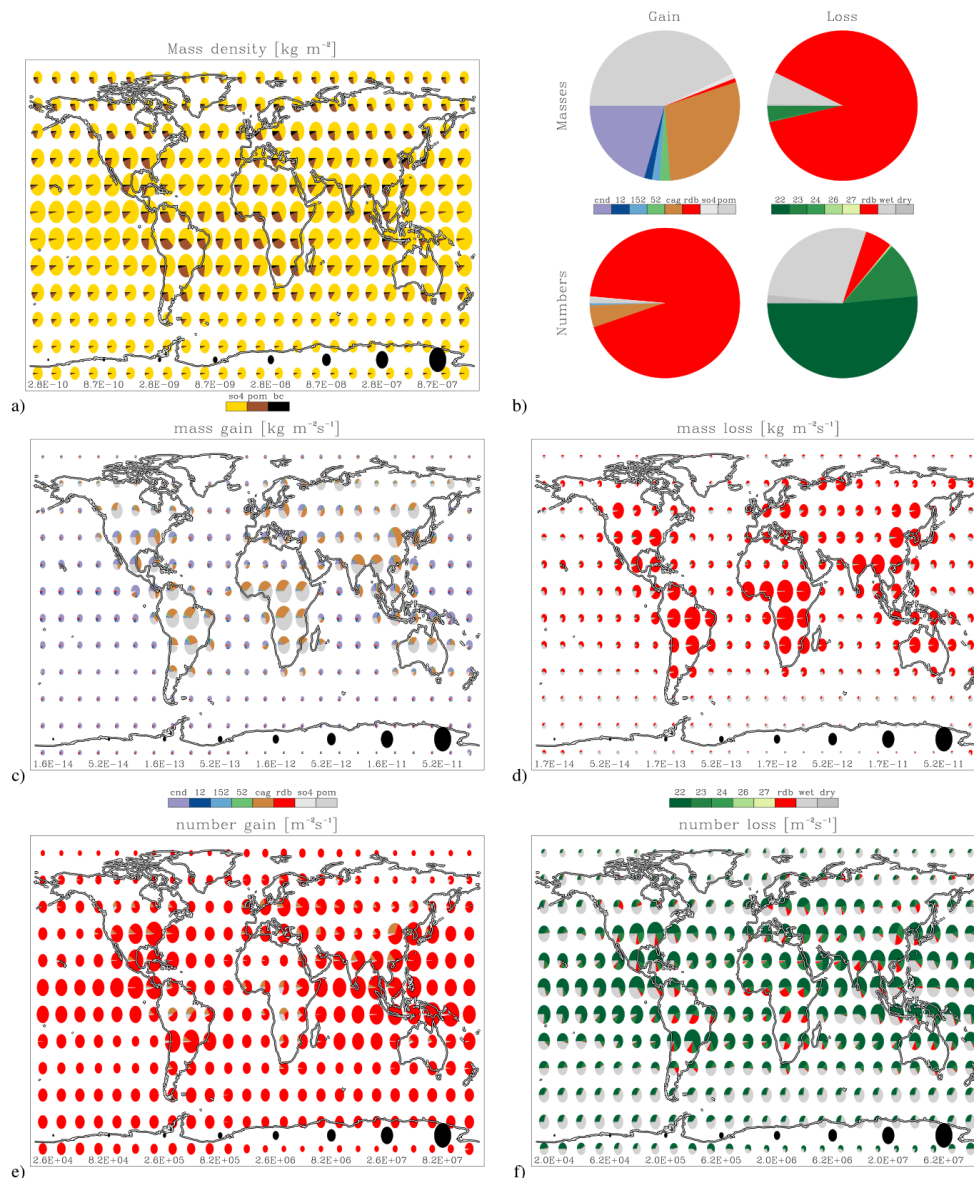 Mass density [kg m⁻²]
2.8E-10 8.7E-10 2.8E-09 8.7E-09 2.8E-08 8.7E-08 2.8E-07 8.7E-07
so4 pom bc
a)
Gain Loss
Masses
cnd 12 152 52 cag rdb so4 pom
22 23 24 26 27 rdb wet dry
Numbers
b)
mass gain [kg m⁻²s⁻¹]
1.6E-14 5.2E-14 1.6E-13 5.2E-13 1.6E-12 5.2E-12 1.6E-11 5.2E-11
c)
mass loss [kg m⁻²s⁻¹]
1.7E-14 5.2E-14 1.7E-13 5.2E-13 1.7E-12 5.2E-12 1.7E-11 5.2E-11
d)
cnd 12 152 52 cag rdb so4 pom
22 23 24 26 27 rdb wet dry
number gain [m⁻²s⁻¹]
2.6E+04 8.2E+04 2.6E+05 8.2E+05 2.6E+06 8.2E+06 2.6E+07 8.2E+07
e)
number loss [m⁻²s⁻¹]
2.0E+04 6.2E+04 2.0E+05 6.2E+05 2.0E+06 6.2E+06 2.0E+07 6.2E+07
f)